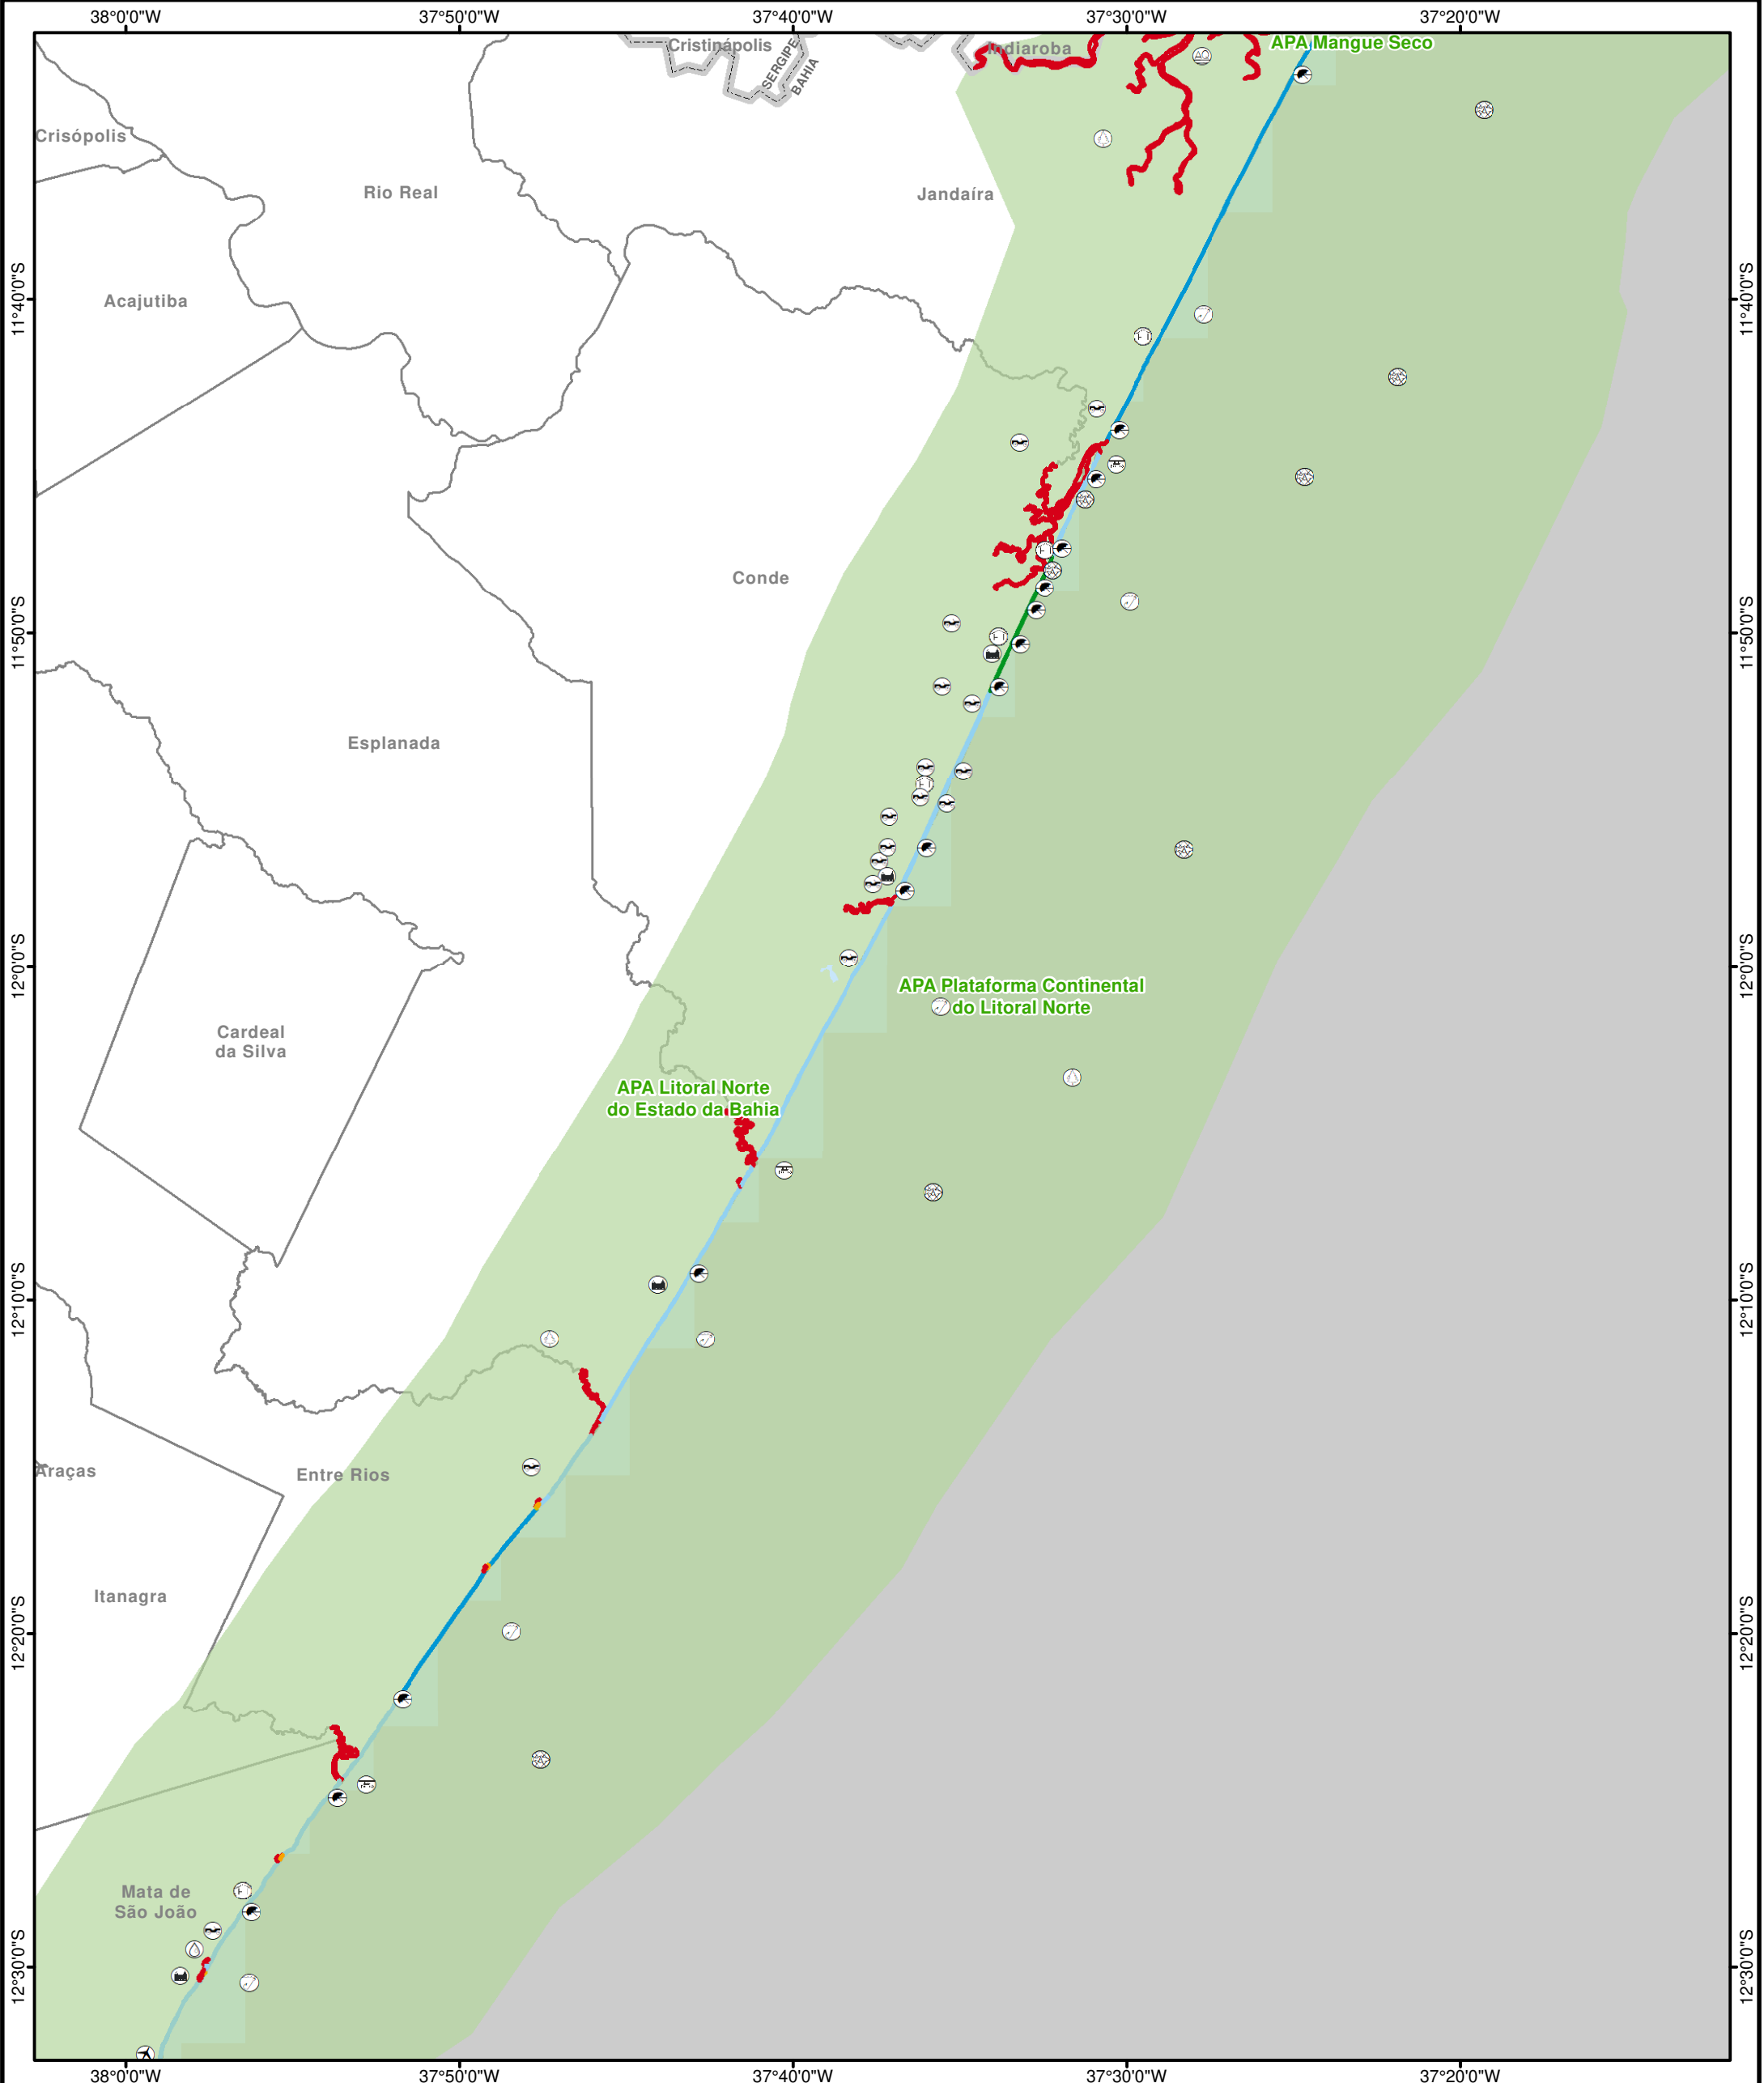 38°0'0"W
37°50'0"W
37°40'0"W
37°30'0"W
37°20'0"W
Cristinápolis
SERGIPE
BAHIA
Indiaroba
APA Mangue Seco
AQ
Crisópolis
Rio Real
Jandaíra
Acajutiba
11°40'0"S
11°40'0"S
Conde
11°50'0"S
11°50'0"S
Esplanada
12°0'0"S
12°0'0"S
APA Plataforma Continental
do Litoral Norte
Cardeal
da Silva
APA Litoral Norte
do Estado da Bahia
12°10'0"S
12°10'0"S
Araças
Entre Rios
Itanagra
12°20'0"S
12°20'0"S
Mata de
São João
12°30'0"S
12°30'0"S
38°0'0"W
37°50'0"W
37°40'0"W
37°30'0"W
37°20'0"W